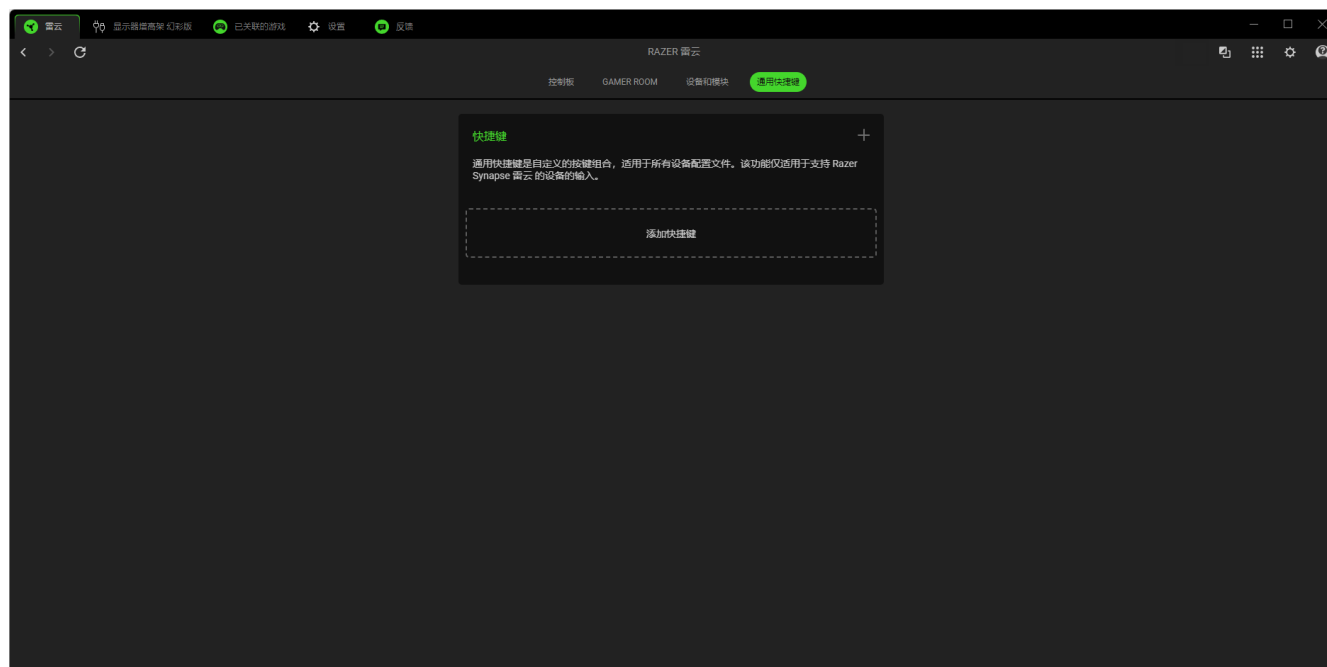 雷云
显示器增高架 幻彩版
已关联的游戏
设置
反馈
RAZER 雷云
控制板
GAMER ROOM
设备和模块
通用快捷键
快捷键
通用快捷键是自定义的按键组合，适用于所有设备配置文件。该功能仅适用于支持 Razer
Synapse 雷云 的设备的输入。
添加快捷键